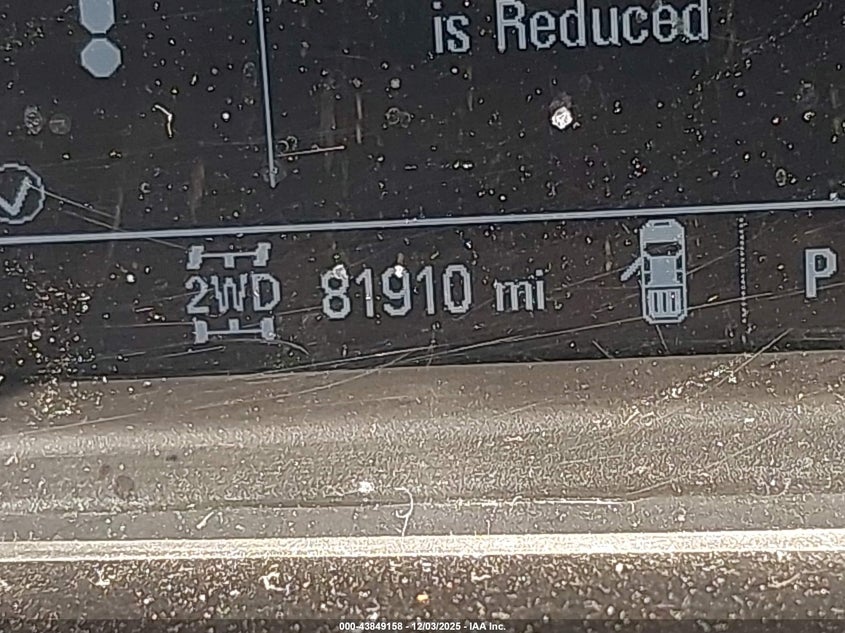 is Reduced
2WD 81910 mi P
000-43849158 - 12/03/2025 - IAA Inc.